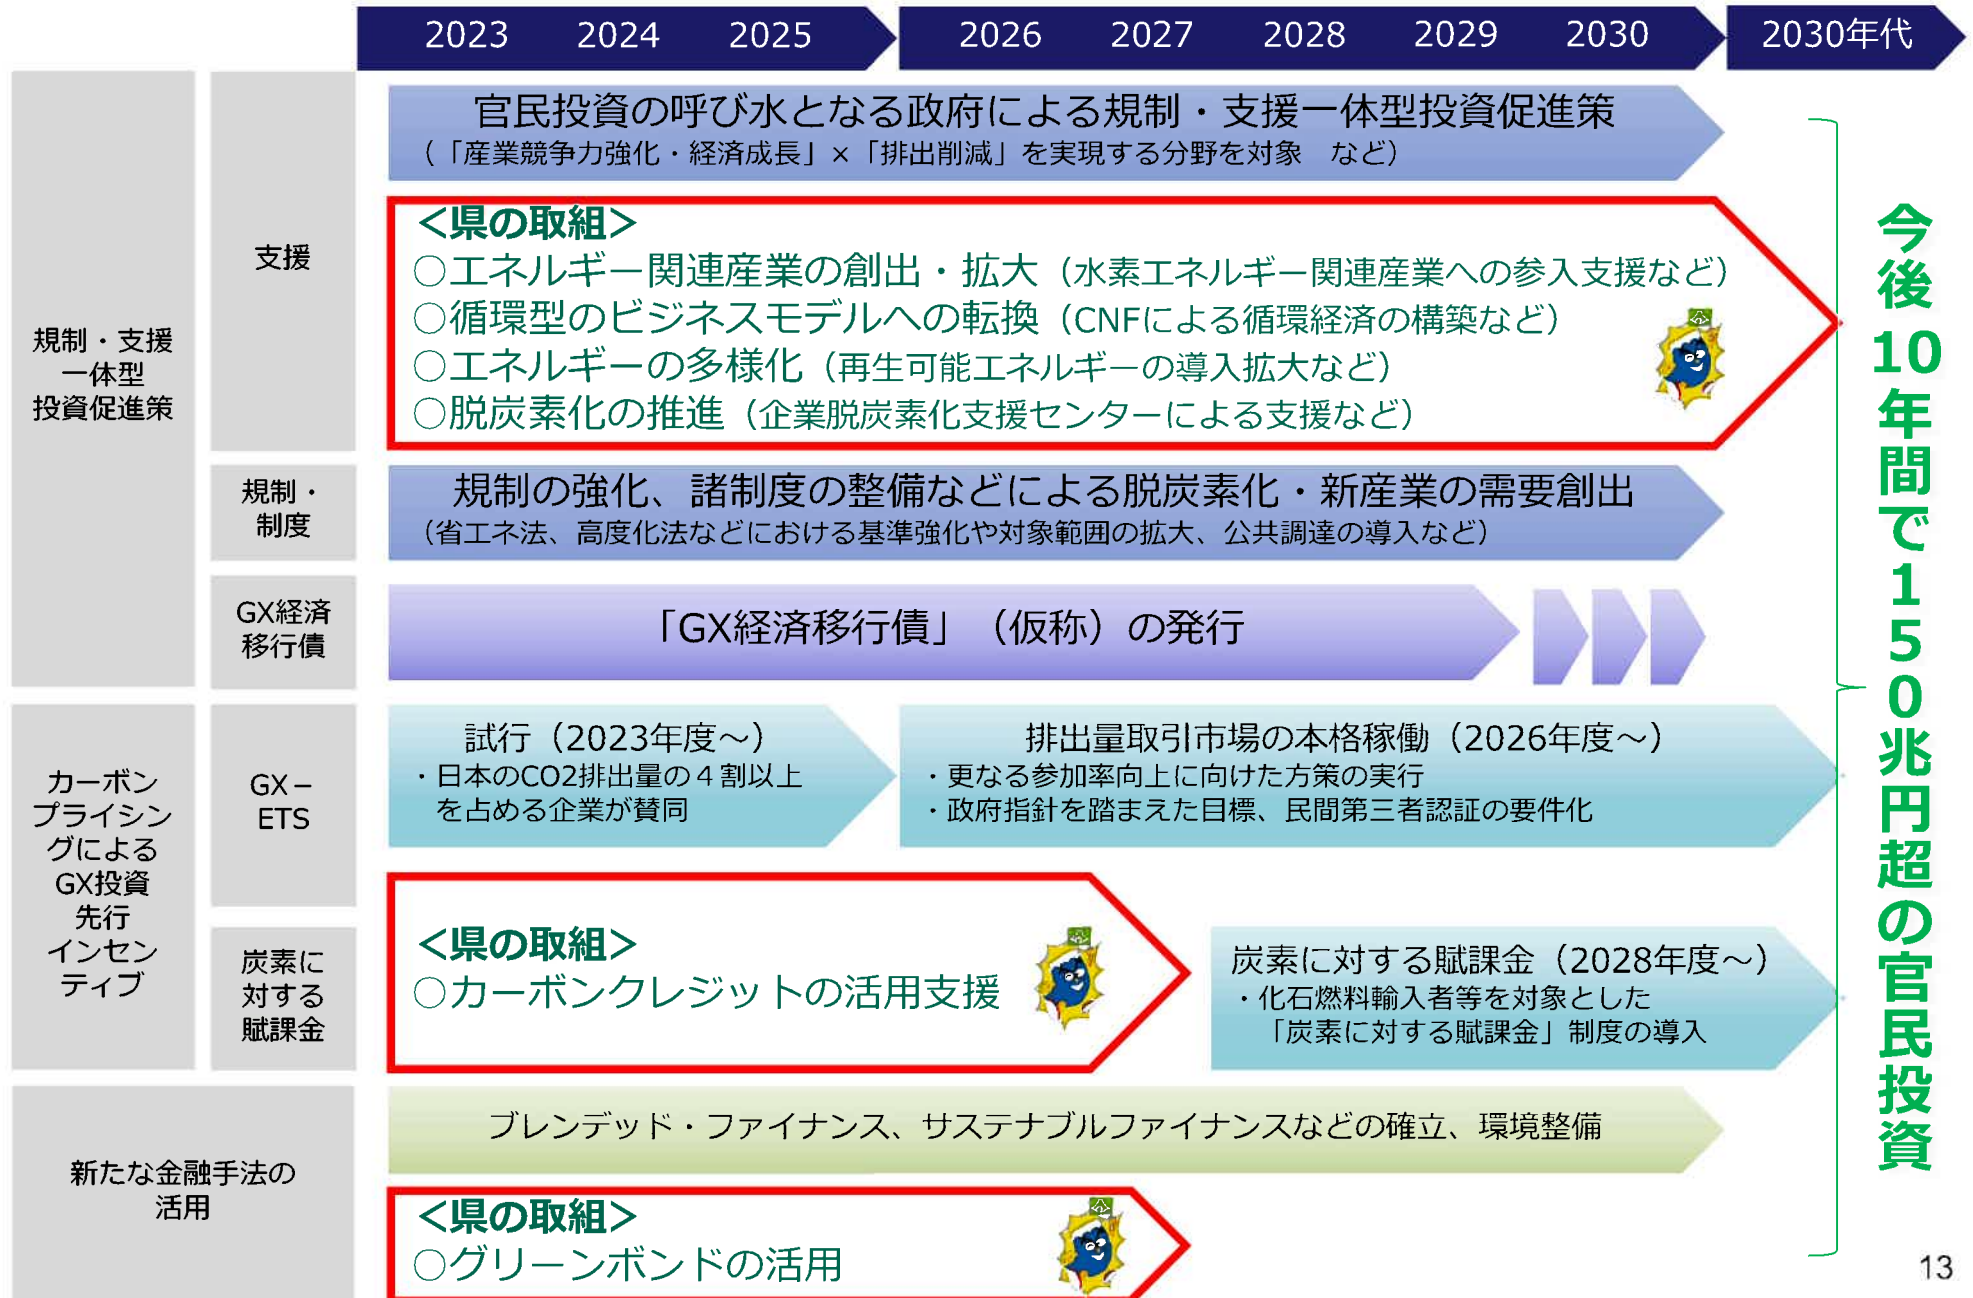 2023 2024 2025 2026 2027 2028 2029 2030 2030年代
規制・支援
一体型
投資促進策
支援
官民投資の呼び水となる政府による規制・支援一体型投資促進策
（「産業競争力強化・経済成長」×「排出削減」を実現する分野を対象　など）
＜県の取組＞
○エネルギー関連産業の創出・拡大（水素エネルギー関連産業への参入支援など）
○循環型のビジネスモデルへの転換（CNFによる循環経済の構築など）
○エネルギーの多様化（再生可能エネルギーの導入拡大など）
○脱炭素化の推進（企業脱炭素化支援センターによる支援など）
規制・
制度
規制の強化、諸制度の整備などによる脱炭素化・新産業の需要創出
（省エネ法、高度化法などにおける基準強化や対象範囲の拡大、公共調達の導入など）
GX経済
移行債
「GX経済移行債」（仮称）の発行
カーボン
プライシン
グによる
GX投資
先行
インセン
ティブ
GX－
ETS
試行（2023年度～）
・日本のCO2排出量の４割以上
を占める企業が賛同
排出量取引市場の本格稼働（2026年度～）
・更なる参加率向上に向けた方策の実行
・政府指針を踏まえた目標、民間第三者認証の要件化
炭素に
対する
賦課金
＜県の取組＞
○カーボンクレジットの活用支援
炭素に対する賦課金（2028年度～）
・化石燃料輸入者等を対象とした
「炭素に対する賦課金」制度の導入
新たな金融手法の
活用
ブレンデッド・ファイナンス、サステナブルファイナンスなどの確立、環境整備
＜県の取組＞
○グリーンボンドの活用
今後10年間で１５０兆円超の官民投資
13